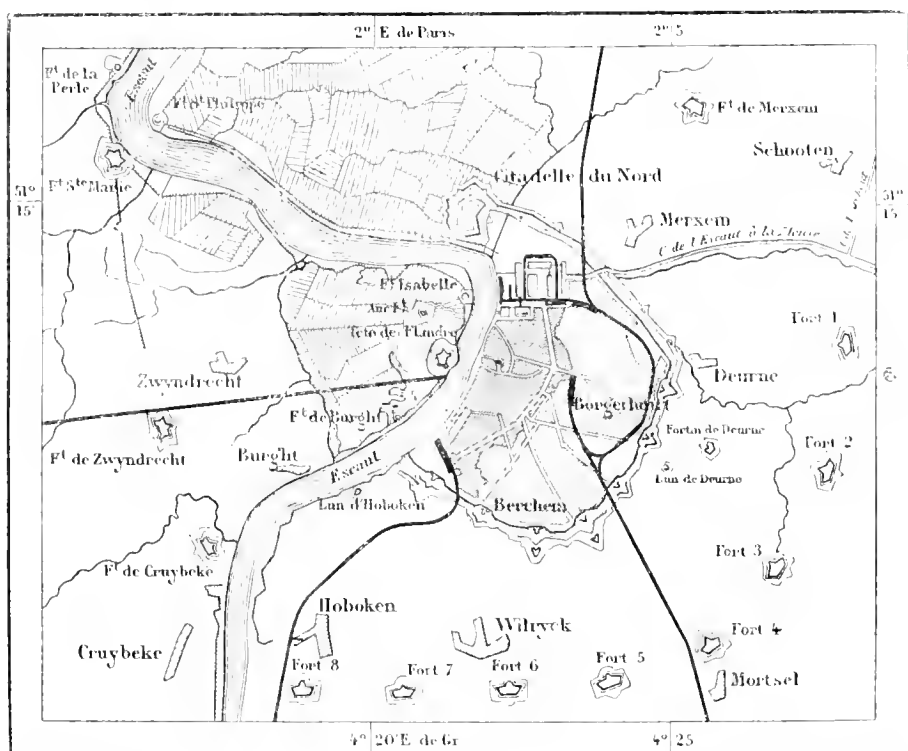 2° E de Paris
2° 5
Ft de la
Perle
Escaut
Ft St Philippe
Ft de Merxem
Schooten
Ft Ste Marie
Citadelle du Nord
51°
15'
51°
15
Merxem
C. de l'Escaut à la Meuse
Ft Isabelle
Anc. Ft
Tête de Flandre
Fort 1
Zwyndrecht
Deurne
Borgerhout
Ft de Burght
Fortin de Deurne
Ft de Zwyndrecht
Burght
Escaut
Fort 2
Lun. de Deurne
Lun d'Hoboken
Berchem
Fort 3
Ft de Cruybeke
Hoboken
Wilryck
Fort 4
Cruybeke
Fort 8
Fort 7
Fort 6
Fort 5
Mortsel
4° 20' E. de Gr
4° 25